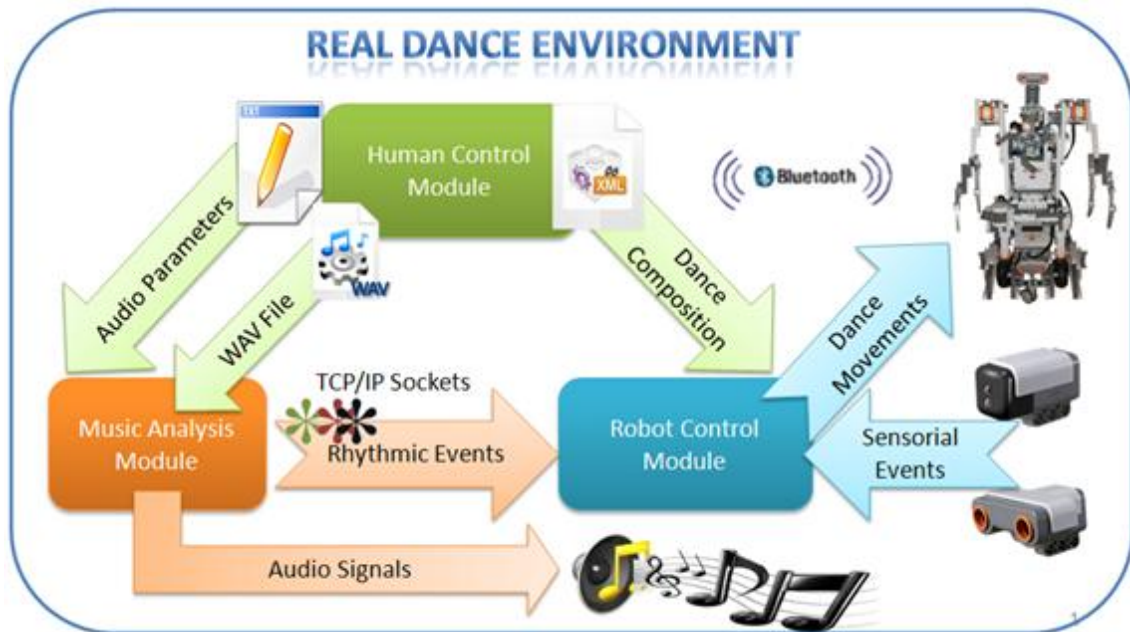 REAL DANCE ENVIRONMENT
TXT
Human Control
Module
XML
Bluetooth
Audio Parameters
WAV
WAV File
Dance
Composition
Dance
Movements
TCP/IP Sockets
Music Analysis
Module
Rhythmic Events
Robot Control
Module
Sensorial
Events
Audio Signals
1